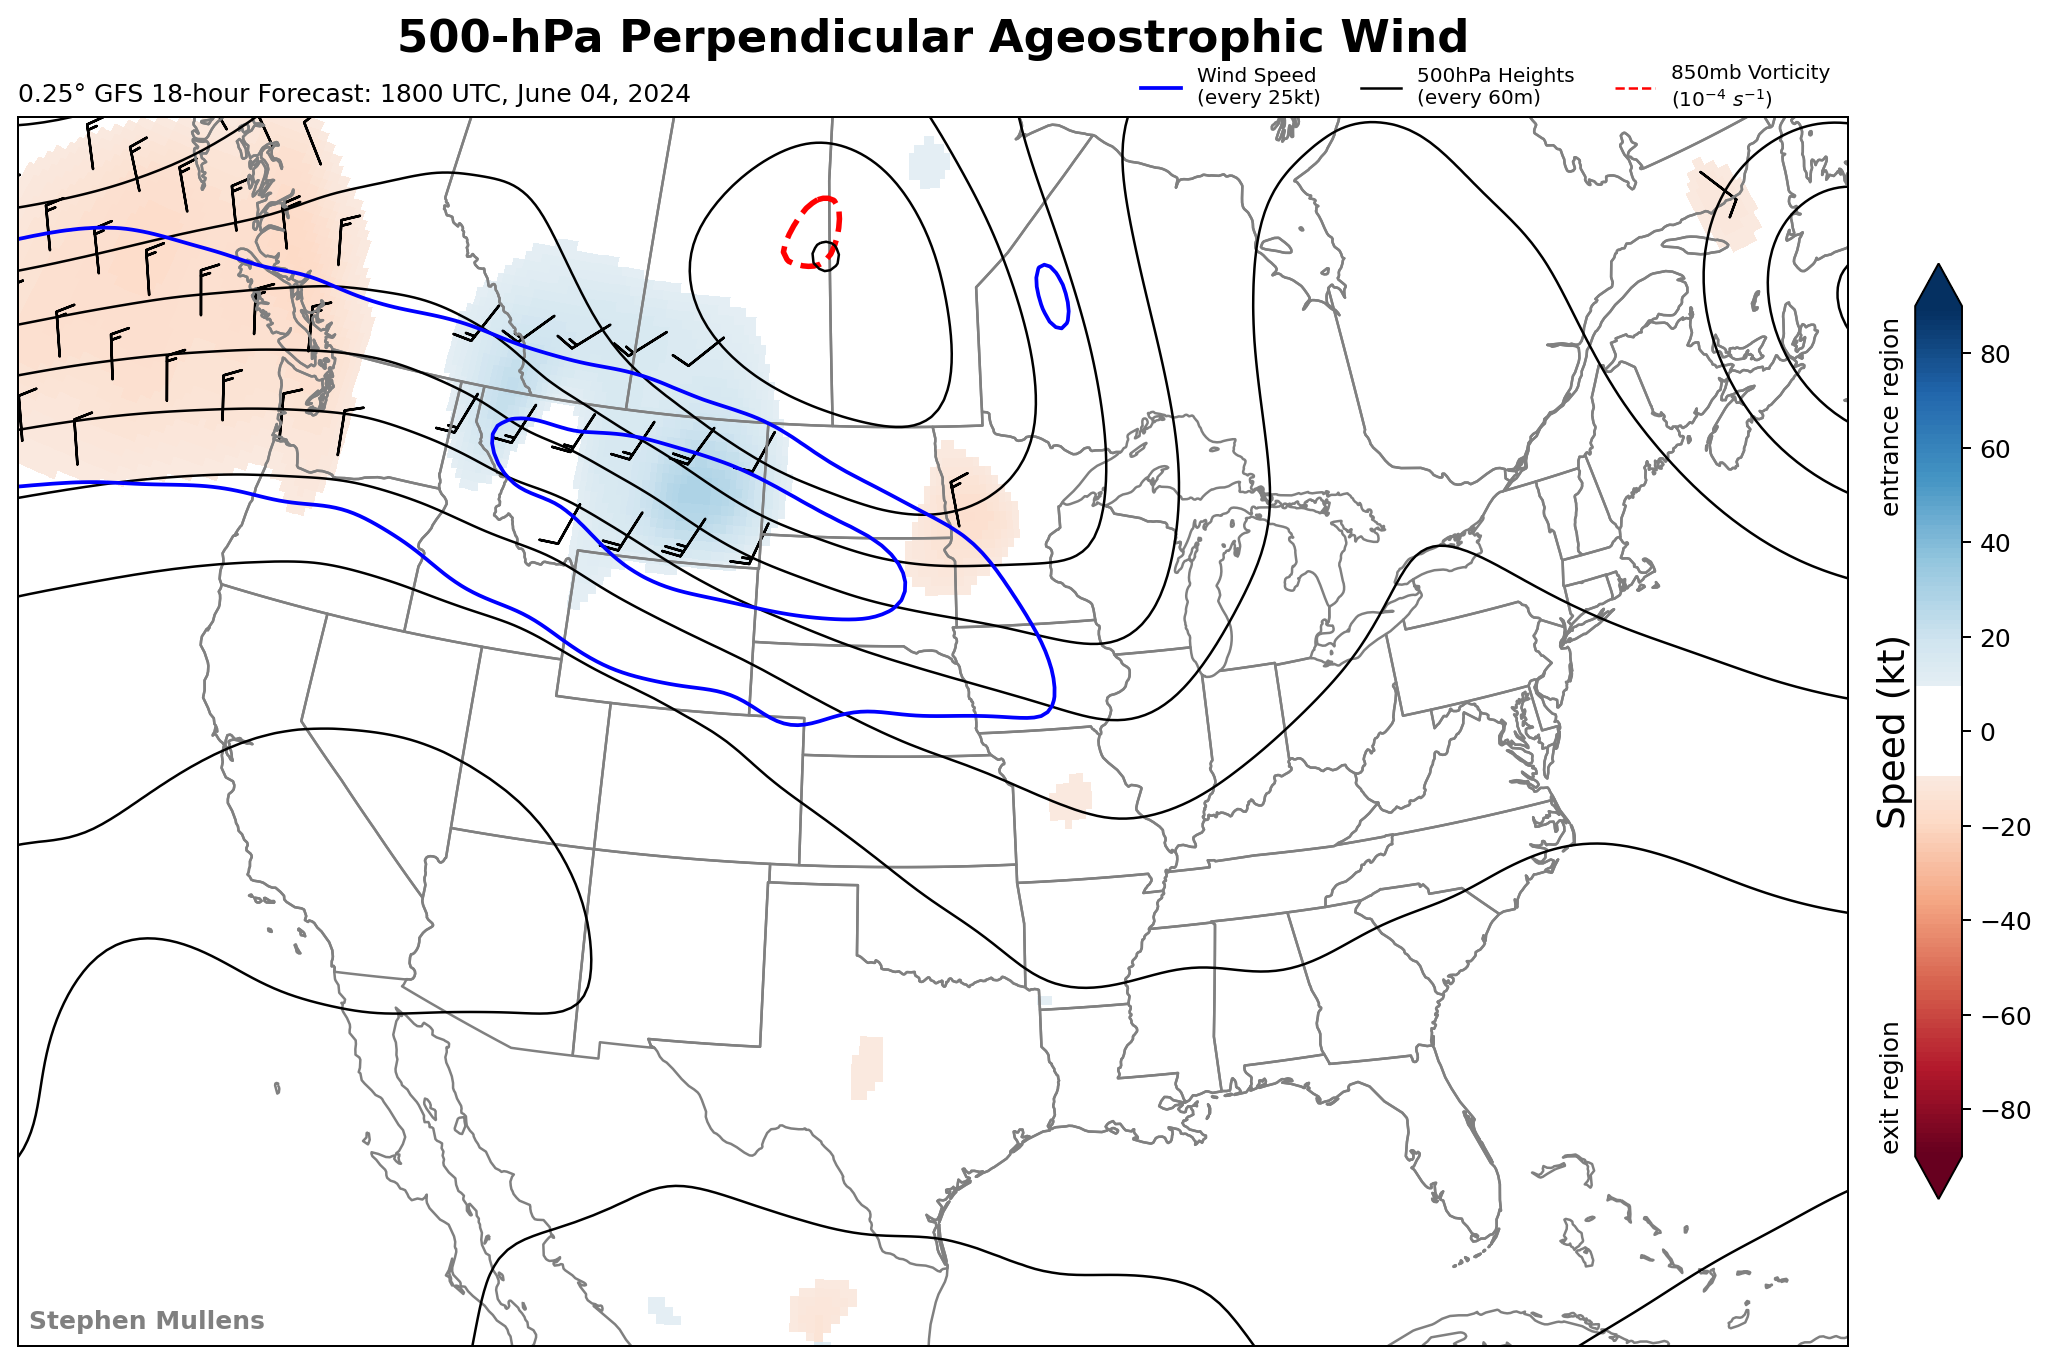 500-hPa Perpendicular Ageostrophic Wind
0.25° GFS 18-hour Forecast: 1800 UTC, June 04, 2024
Wind Speed
(every 25kt)
500hPa Heights
(every 60m)
850mb Vorticity
(10⁻⁴ s⁻¹)
entrance region
Speed (kt)
exit region
80
60
40
20
0
−20
−40
−60
−80
Stephen Mullens